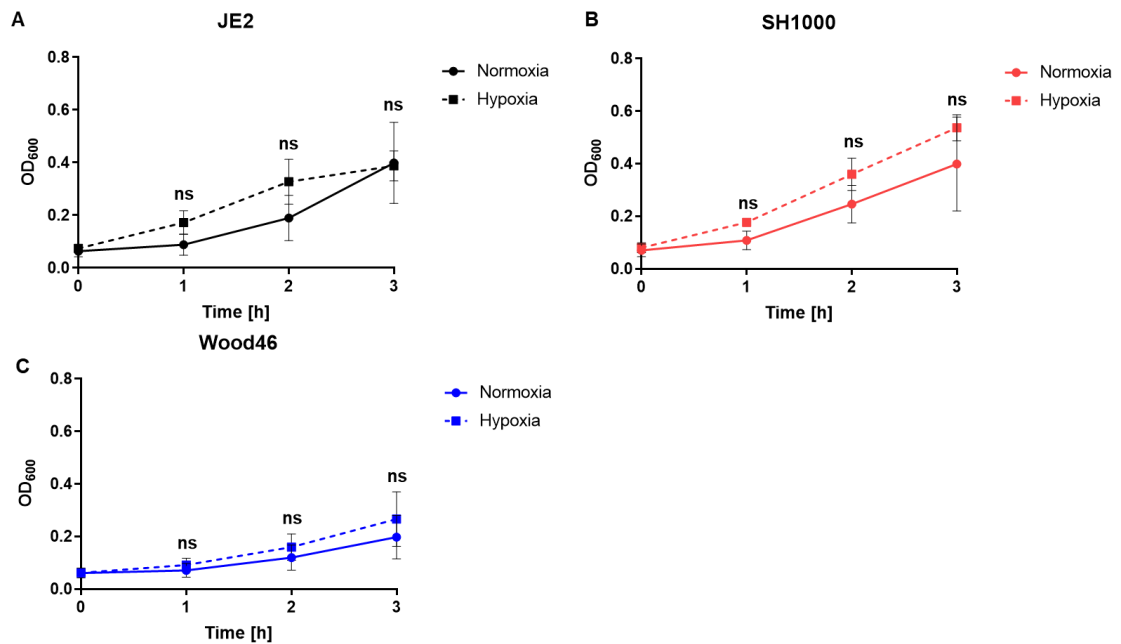 A
JE2
0.8
0.6
0.4
0.2
0.0
OD600
0 1 2 3
Time [h]
ns
ns
ns
Normoxia
Hypoxia
B
SH1000
0.8
0.6
0.4
0.2
0.0
OD600
0 1 2 3
Time [h]
ns
ns
ns
Normoxia
Hypoxia
C
Wood46
0.8
0.6
0.4
0.2
0.0
OD600
0 1 2 3
Time [h]
ns
ns
ns
Normoxia
Hypoxia